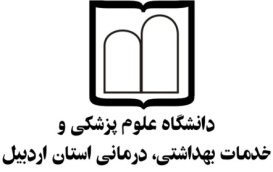 دانشگاه علوم پزشکی و
خدمات بهداشتی، درمانی استان اردبیل